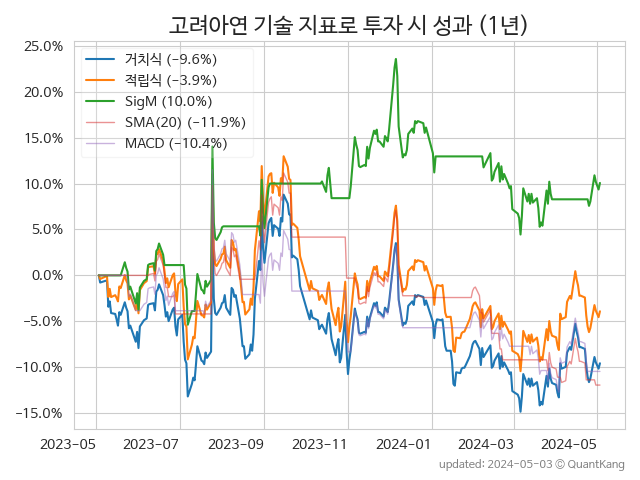 고려아연 기술 지표로 투자 시 성과 (1년)
25.0%
20.0%
15.0%
10.0%
5.0%
0.0%
−5.0%
−10.0%
−15.0%
거치식 (−9.6%)
적립식 (−3.9%)
SigM (10.0%)
SMA(20) (−11.9%)
MACD (−10.4%)
2023-05 2023-07 2023-09 2023-11 2024-01 2024-03 2024-05
updated: 2024-05-03 © QuantKang